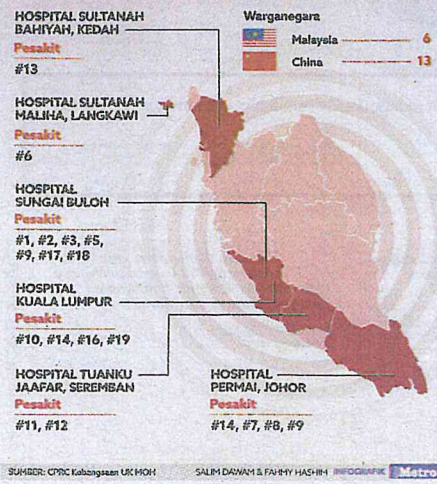 HOSPITAL SULTANAH
BAHIYAH, KEDAH
Pesakit
#13
HOSPITAL SULTANAH
MALIHA, LANGKAWI
Pesakit
#6
HOSPITAL
SUNGAI BULOH
Pesakit
#1, #2, #3, #5,
#9, #17, #18
HOSPITAL
KUALA LUMPUR
Pesakit
#10, #14, #16, #19
HOSPITAL TUANKU
JAAFAR, SEREMBAN
Pesakit
#11, #12
HOSPITAL
PERMAI, JOHOR
Pesakit
#14, #7, #8, #9
Warganegara
Malaysia 6
China 13
SUMBER: CPRC Kebangsaan UK MOH
SALIM DAWAM & FAHMY HASHIM INFOGRAFIK Metro